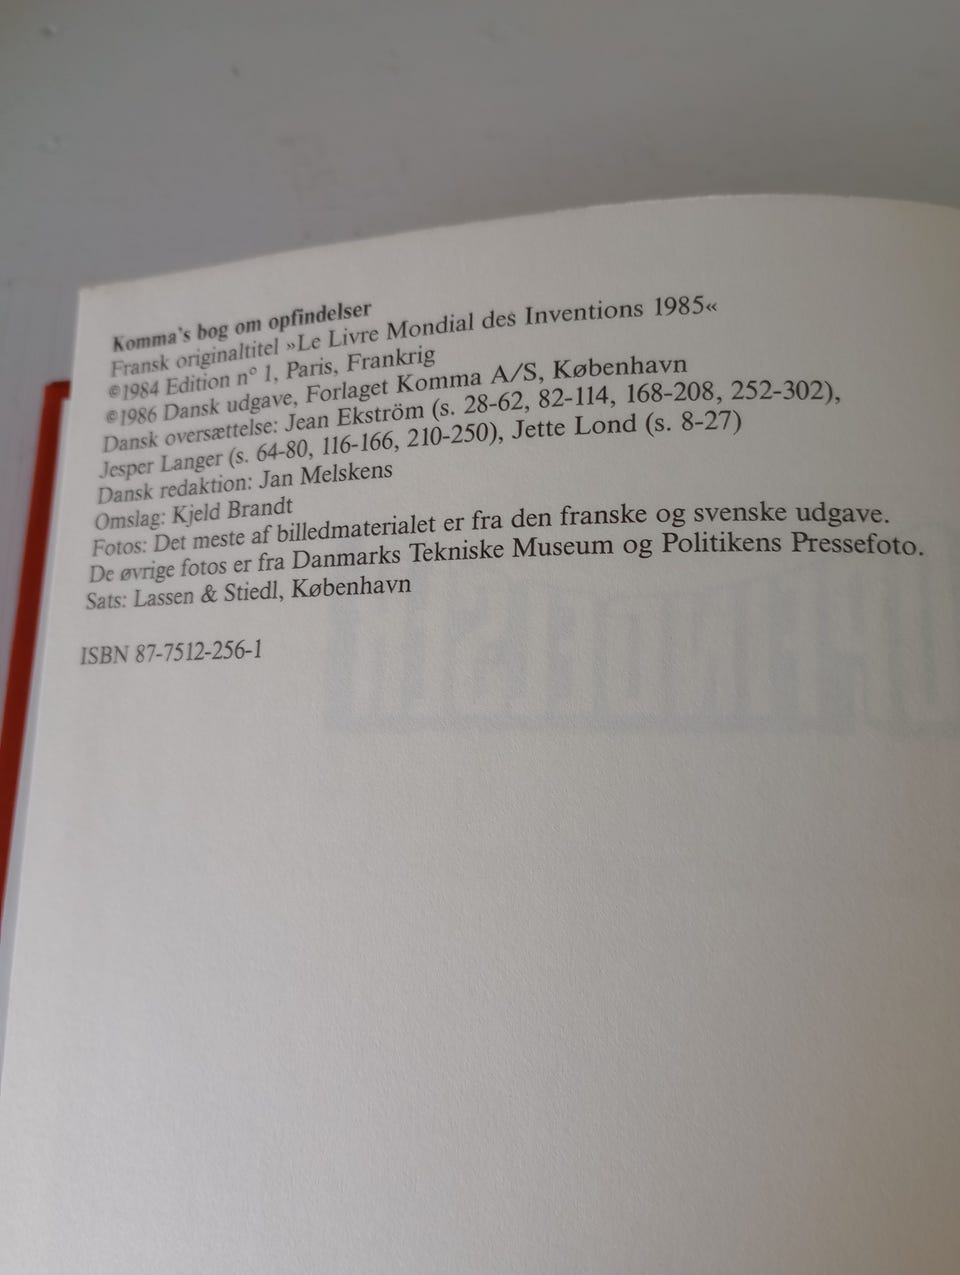 Komma's bog om opfindelser
Fransk originaltitel »Le Livre Mondial des Inventions 1985«
©1984 Edition n° 1, Paris, Frankrig
©1986 Dansk udgave, Forlaget Komma A/S, København
Dansk oversættelse: Jean Ekström (s. 28-62, 82-114, 168-208, 252-302),
Jesper Langer (s. 64-80, 116-166, 210-250), Jette Lond (s. 8-27)
Dansk redaktion: Jan Melskens
Omslag: Kjeld Brandt
Fotos: Det meste af billedmaterialet er fra den franske og svenske udgave.
De øvrige fotos er fra Danmarks Tekniske Museum og Politikens Pressefoto.
Sats: Lassen & Stiedl, København
ISBN 87-7512-256-1